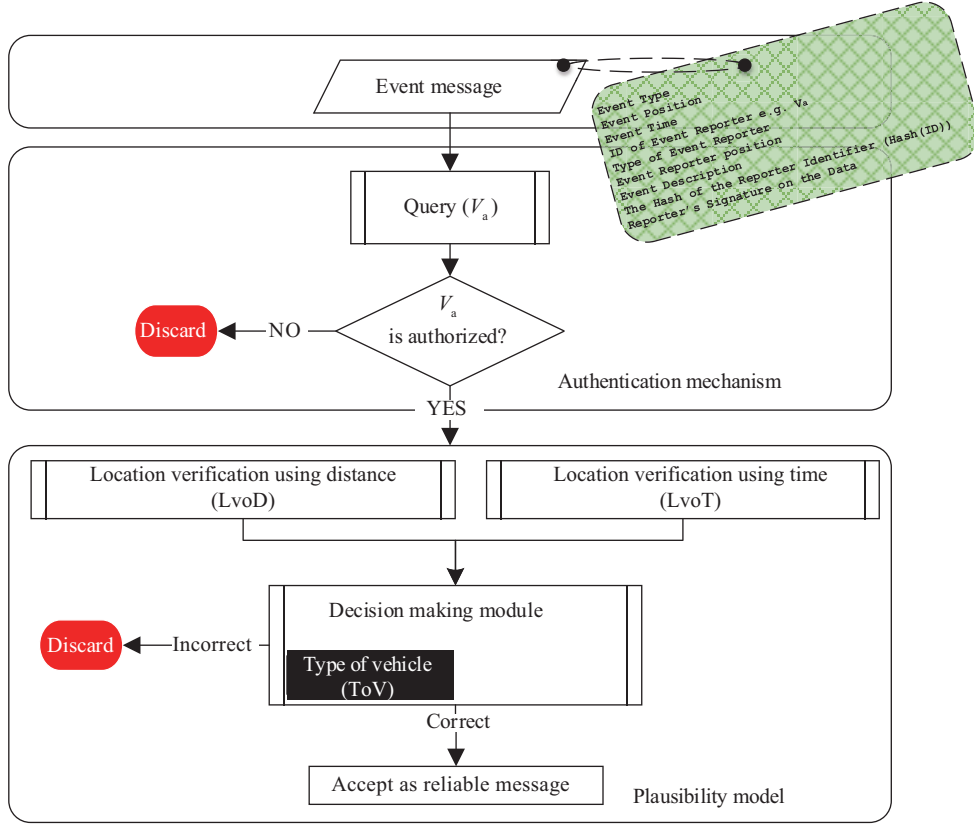 Event message
Event Type
Event Position
Event Time
ID of Event Reporter e.g. Va
Type of Event Reporter
Event Reporter position
Event Description
The Hash of the Reporter Identifier (Hash(ID))
Reporter's Signature on the Data
Query (Va)
Va
is authorized?
NO
Discard
Authentication mechanism
YES
Location verification using distance
(LvoD)
Location verification using time
(LvoT)
Decision making module
Type of vehicle
(ToV)
Incorrect
Discard
Correct
Accept as reliable message
Plausibility model